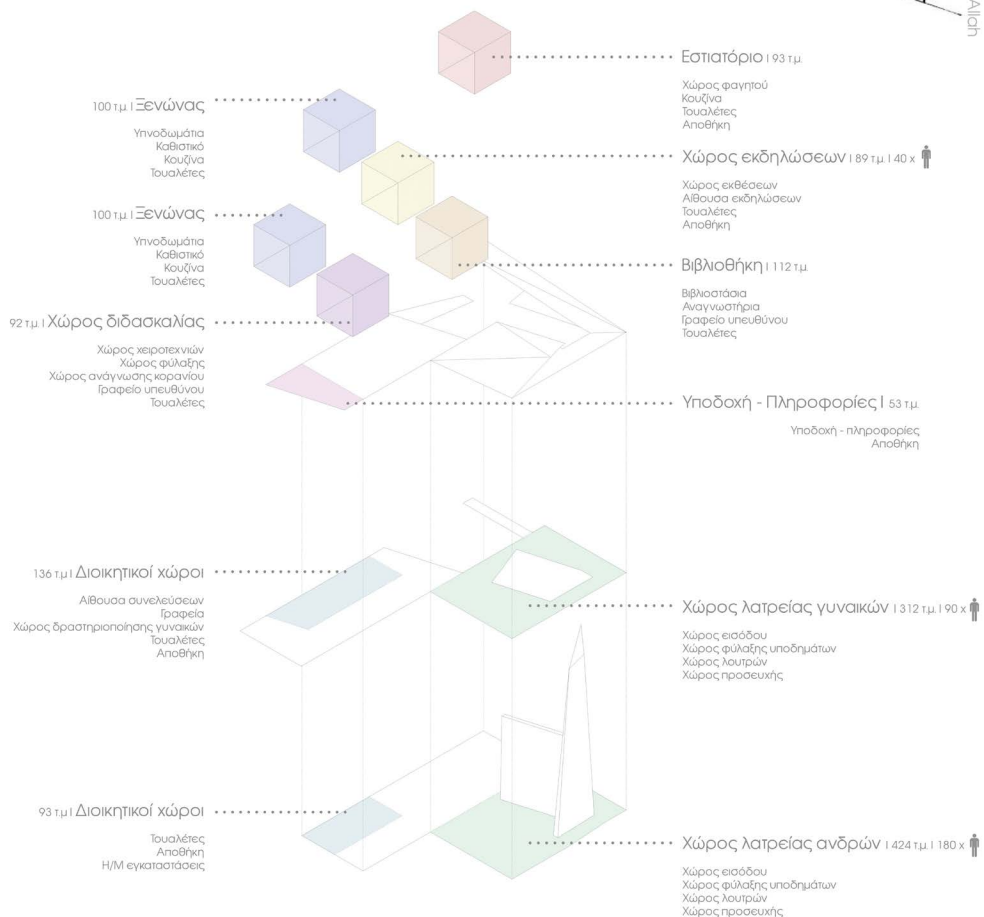 Allah
100 τ.μ. | Ξενώνας
Υπνοδωμάτια
Καθιστικό
Κουζίνα
Τουαλέτες
100 τ.μ. | Ξενώνας
Υπνοδωμάτια
Καθιστικό
Κουζίνα
Τουαλέτες
92 τ.μ. | Χώρος διδασκαλίας
Χώρος χειροτεχνιών
Χώρος φύλαξης
Χώρος ανάγνωσης κορανίου
Γραφείο υπευθύνου
Τουαλέτες
136 τ.μ | Διοικητικοί χώροι
Αίθουσα συνελεύσεων
Γραφεία
Χώρος δραστηριοποίησης γυναικών
Τουαλέτες
Αποθήκη
93 τ.μ | Διοικητικοί χώροι
Τουαλέτες
Αποθήκη
Η/Μ εγκαταστάσεις
Εστιατόριο | 93 τ.μ.
Χώρος φαγητού
Κουζίνα
Τουαλέτες
Αποθήκη
Χώρος εκδηλώσεων | 89 τ.μ. | 40 x
Χώρος εκθέσεων
Αίθουσα εκδηλώσεων
Τουαλέτες
Αποθήκη
Βιβλιοθήκη | 112 τ.μ.
Βιβλιοστάσια
Αναγνωστήρια
Γραφείο υπευθύνου
Τουαλέτες
Υποδοχή - Πληροφορίες | 53 τ.μ.
Υποδοχή - πληροφορίες
Αποθήκη
Χώρος λατρείας γυναικών | 312 τ.μ. | 90 x
Χώρος εισόδου
Χώρος φύλαξης υποδημάτων
Χώρος λουτρών
Χώρος προσευχής
Χώρος λατρείας ανδρών | 424 τ.μ. | 180 x
Χώρος εισόδου
Χώρος φύλαξης υποδημάτων
Χώρος λουτρών
Χώρος προσευχής